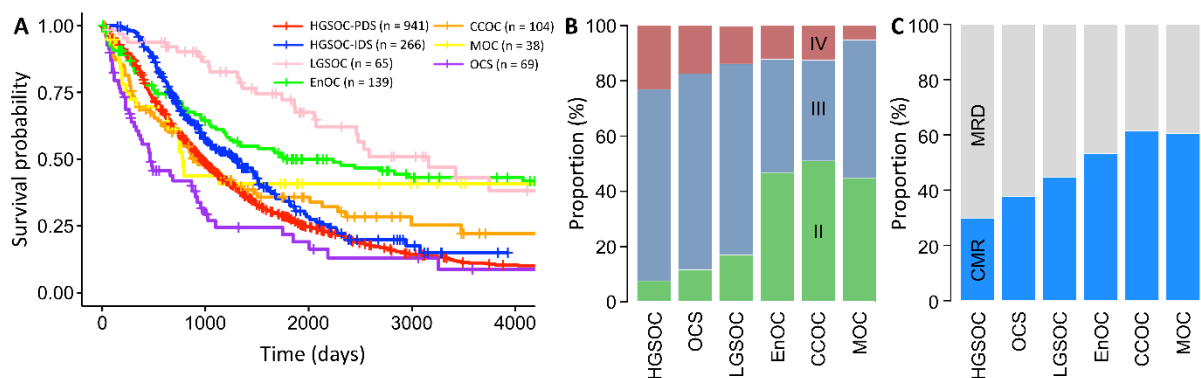 A
HGSOC-PDS (n = 941)
HGSOC-IDS (n = 266)
LGSOC (n = 65)
EnOC (n = 139)
CCOC (n = 104)
MOC (n = 38)
OCS (n = 69)
Survival probability
1.00
0.75
0.50
0.25
0.00
0
1000
2000
3000
4000
Time (days)
B
Proportion (%)
100
80
60
40
20
0
IV
III
II
HGSOC
OCS
LGSOC
EnOC
CCOC
MOC
C
Proportion (%)
100
80
60
40
20
0
MRD
CMR
HGSOC
OCS
LGSOC
EnOC
CCOC
MOC